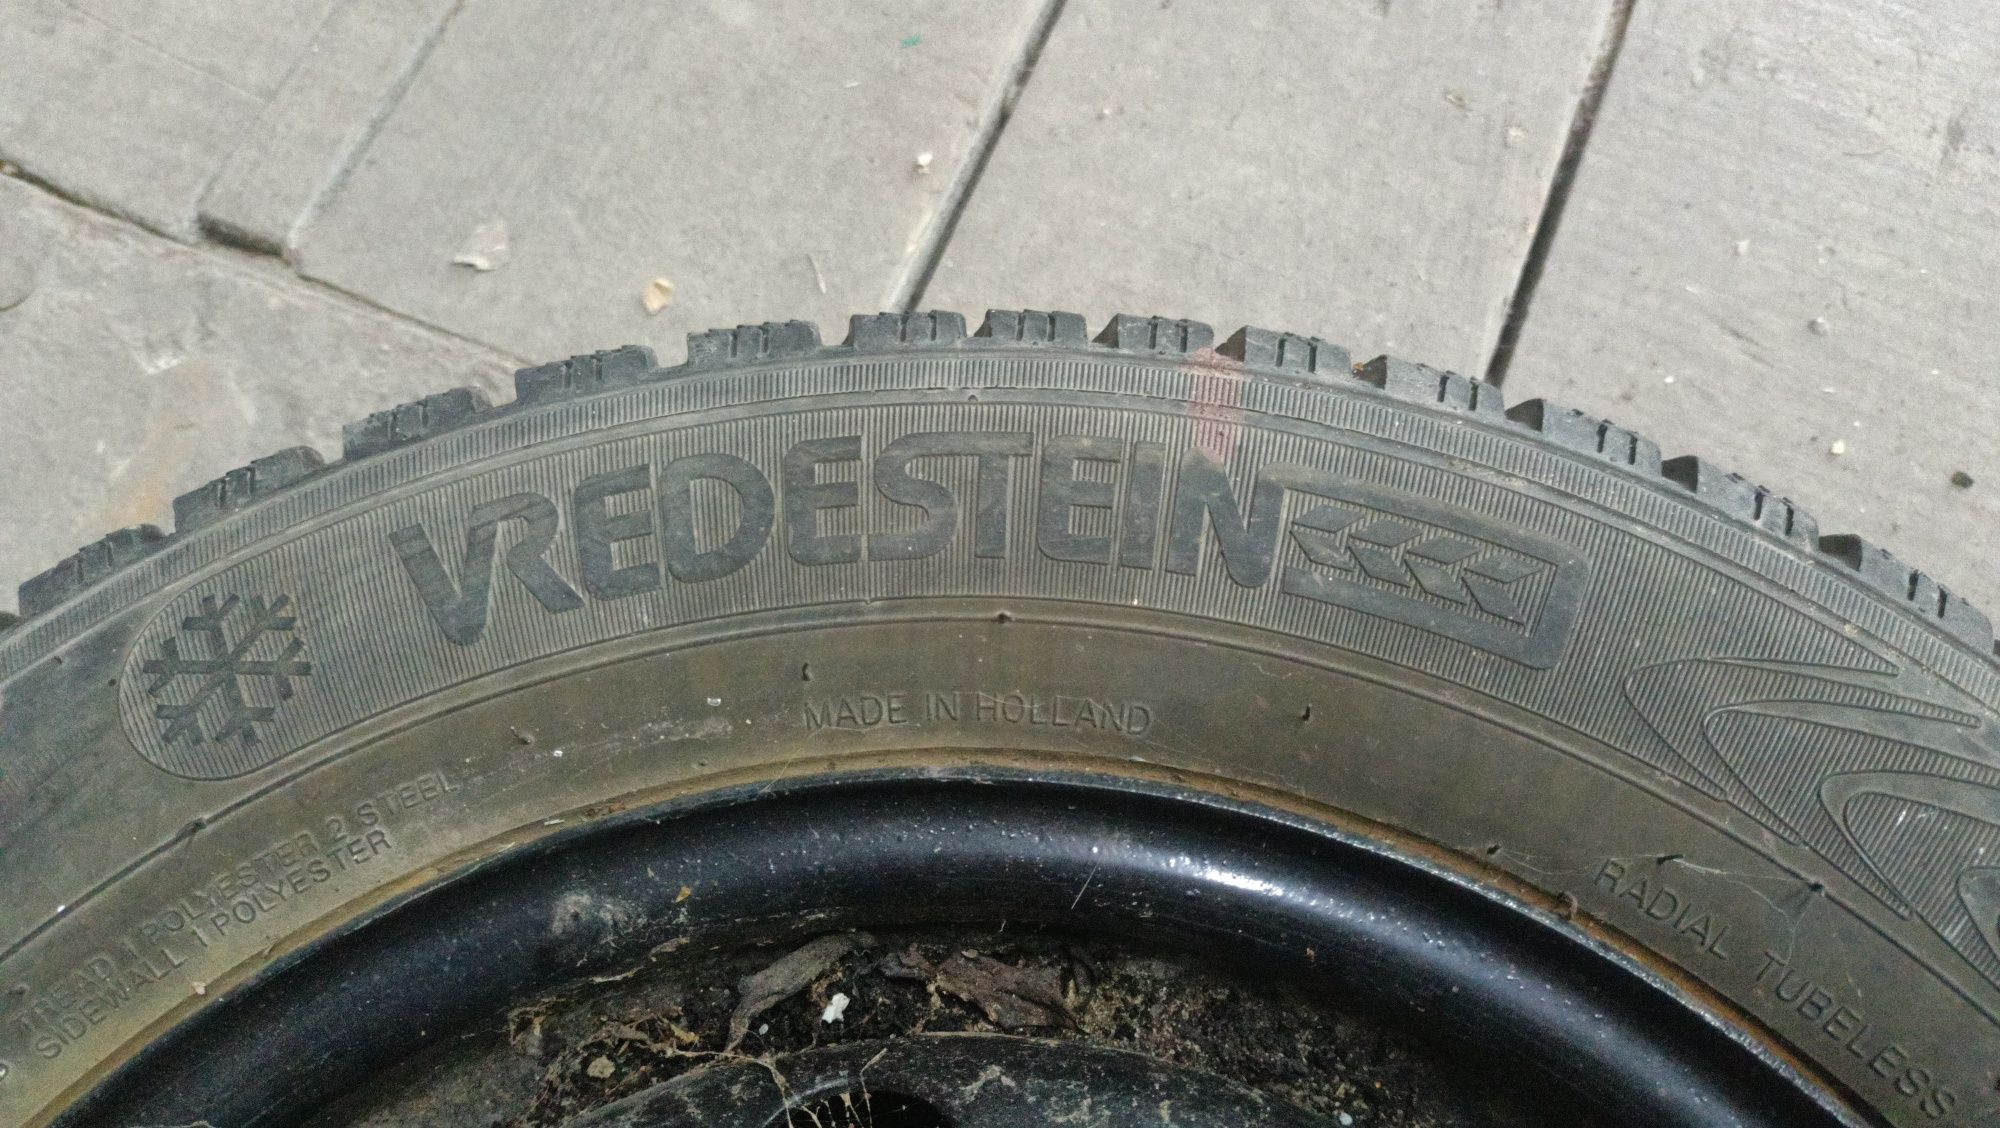 VREDESTEIN
MADE IN HOLLAND
TREAD 1 POLYESTER 2 STEEL
SIDEWALL 1 POLYESTER
RADIAL TUBELESS